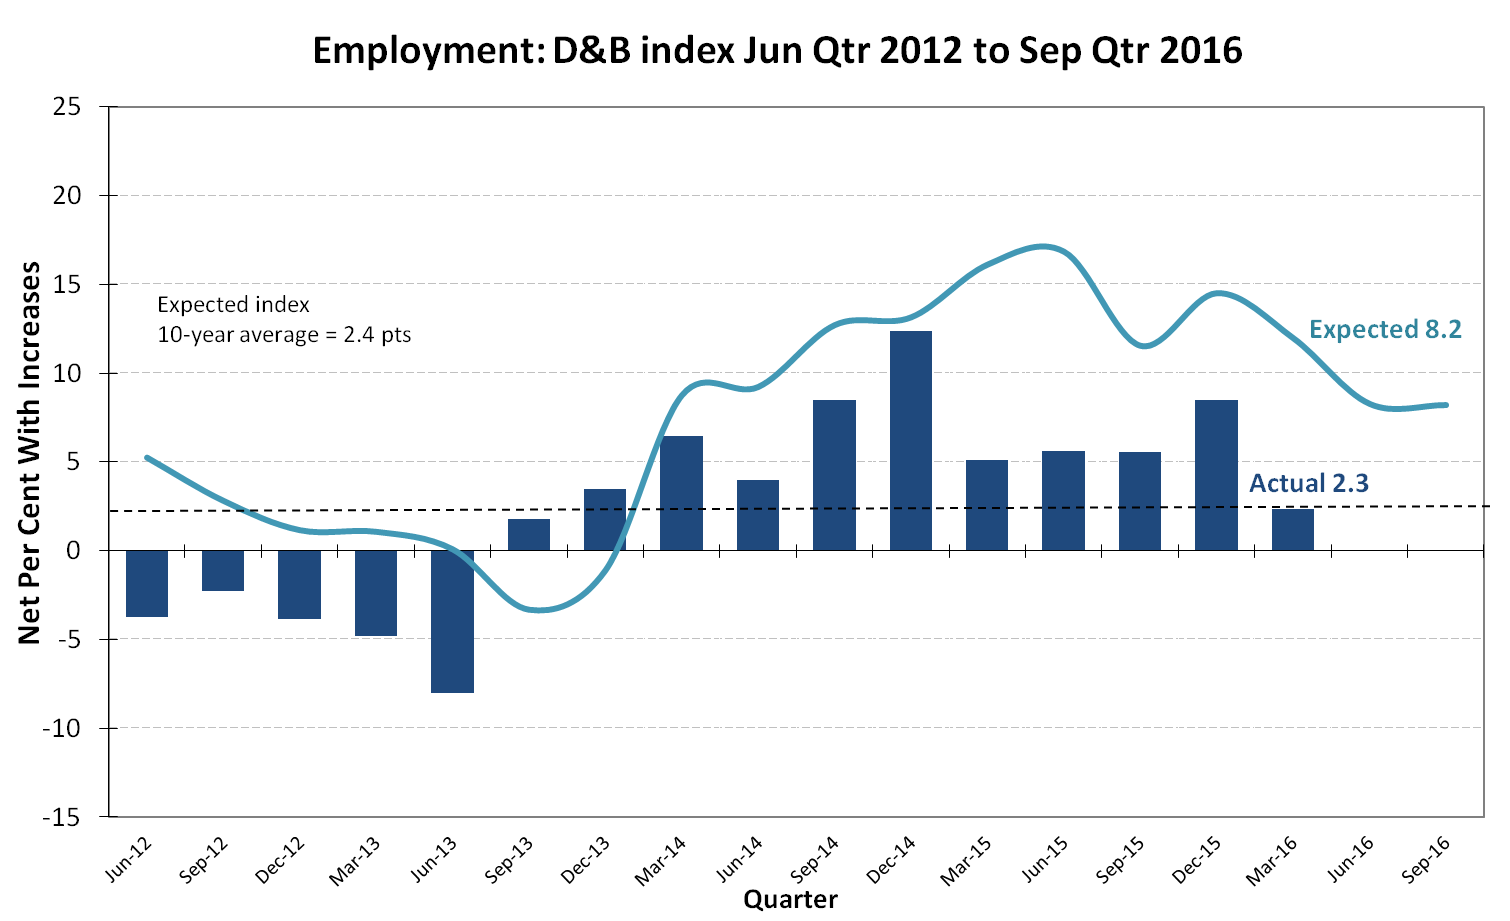 Employment: D&B index Jun Qtr 2012 to Sep Qtr 2016
Net Per Cent With Increases
25
20
15
10
5
0
-5
-10
-15
Expected index
10-year average = 2.4 pts
Expected 8.2
Actual 2.3
Jun-12
Sep-12
Dec-12
Mar-13
Jun-13
Sep-13
Dec-13
Mar-14
Jun-14
Sep-14
Dec-14
Mar-15
Jun-15
Sep-15
Dec-15
Mar-16
Jun-16
Sep-16
Quarter